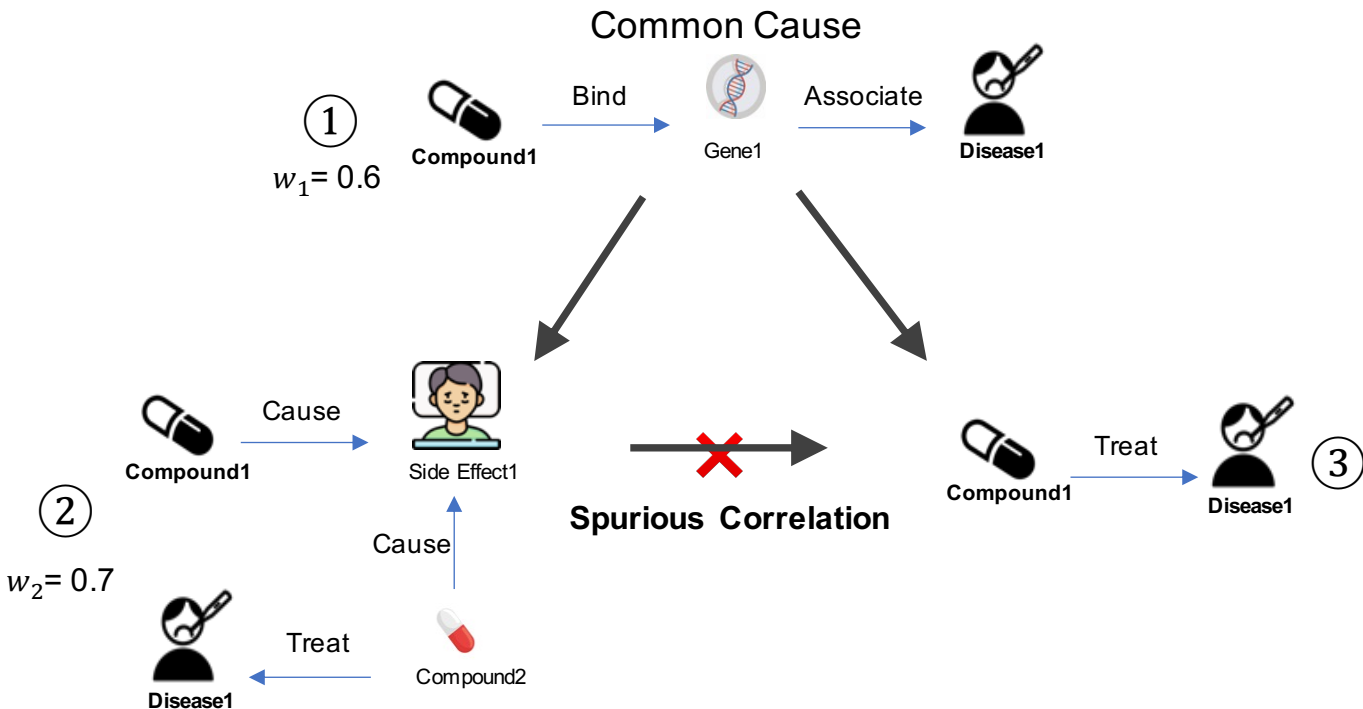 Common Cause
①
w₁= 0.6
Compound1
Bind
Gene1
Associate
Disease1
②
w₂= 0.7
Compound1
Cause
Side Effect1
Cause
Compound2
Treat
Disease1
Spurious Correlation
Compound1
Treat
Disease1
③